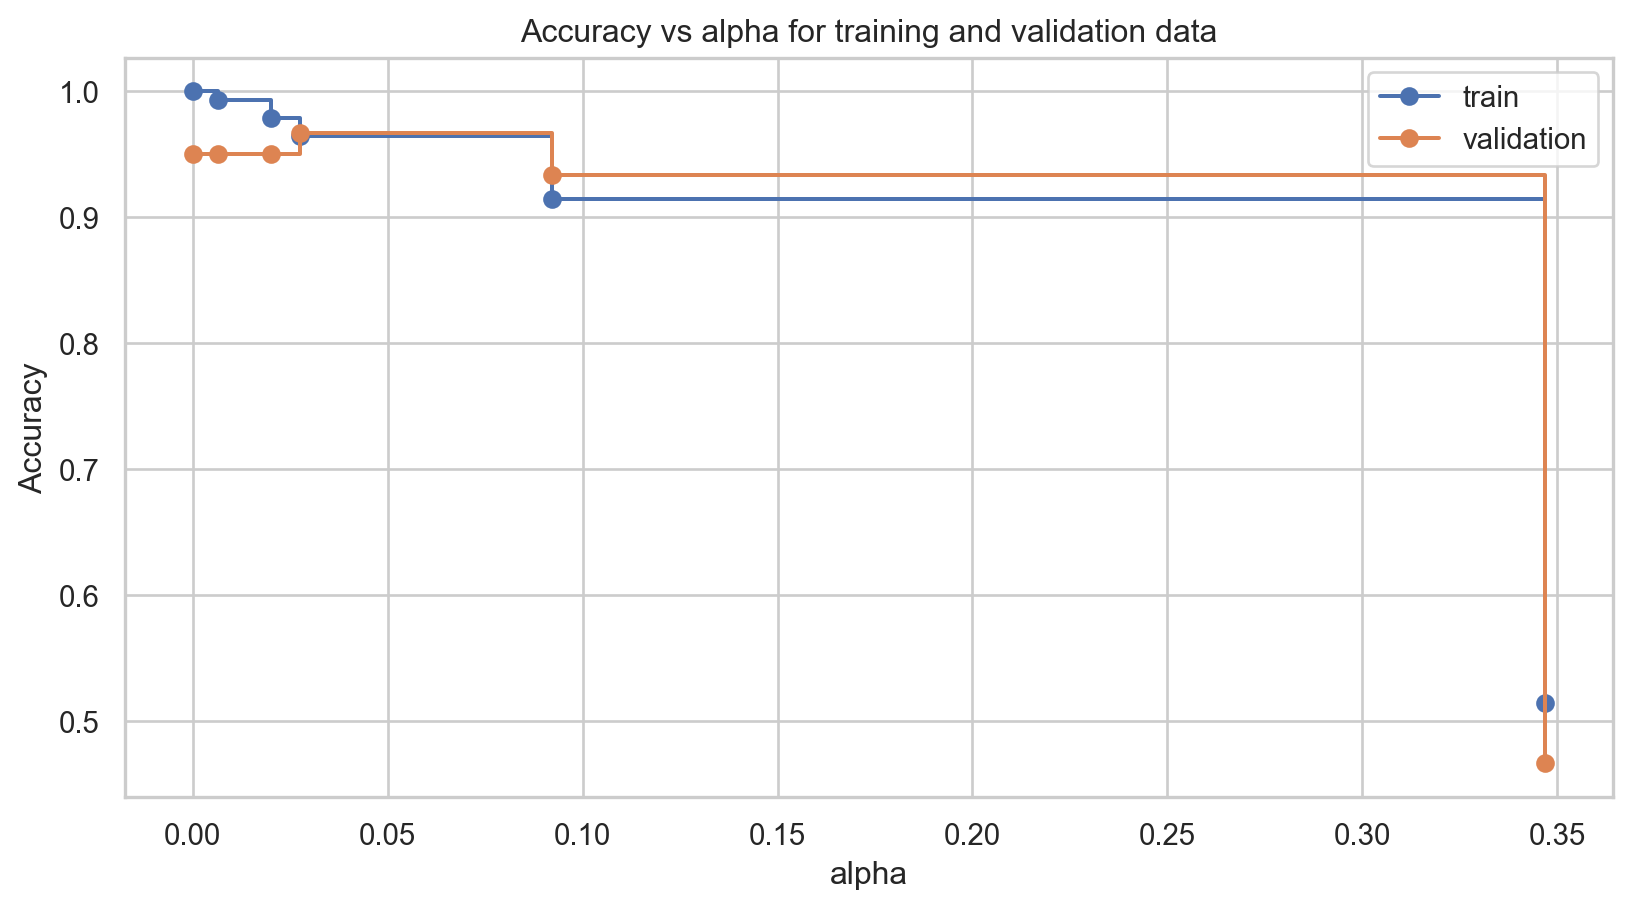 Accuracy vs alpha for training and validation data
train
validation
Accuracy
1.0
0.9
0.8
0.7
0.6
0.5
0.00 0.05 0.10 0.15 0.20 0.25 0.30 0.35
alpha